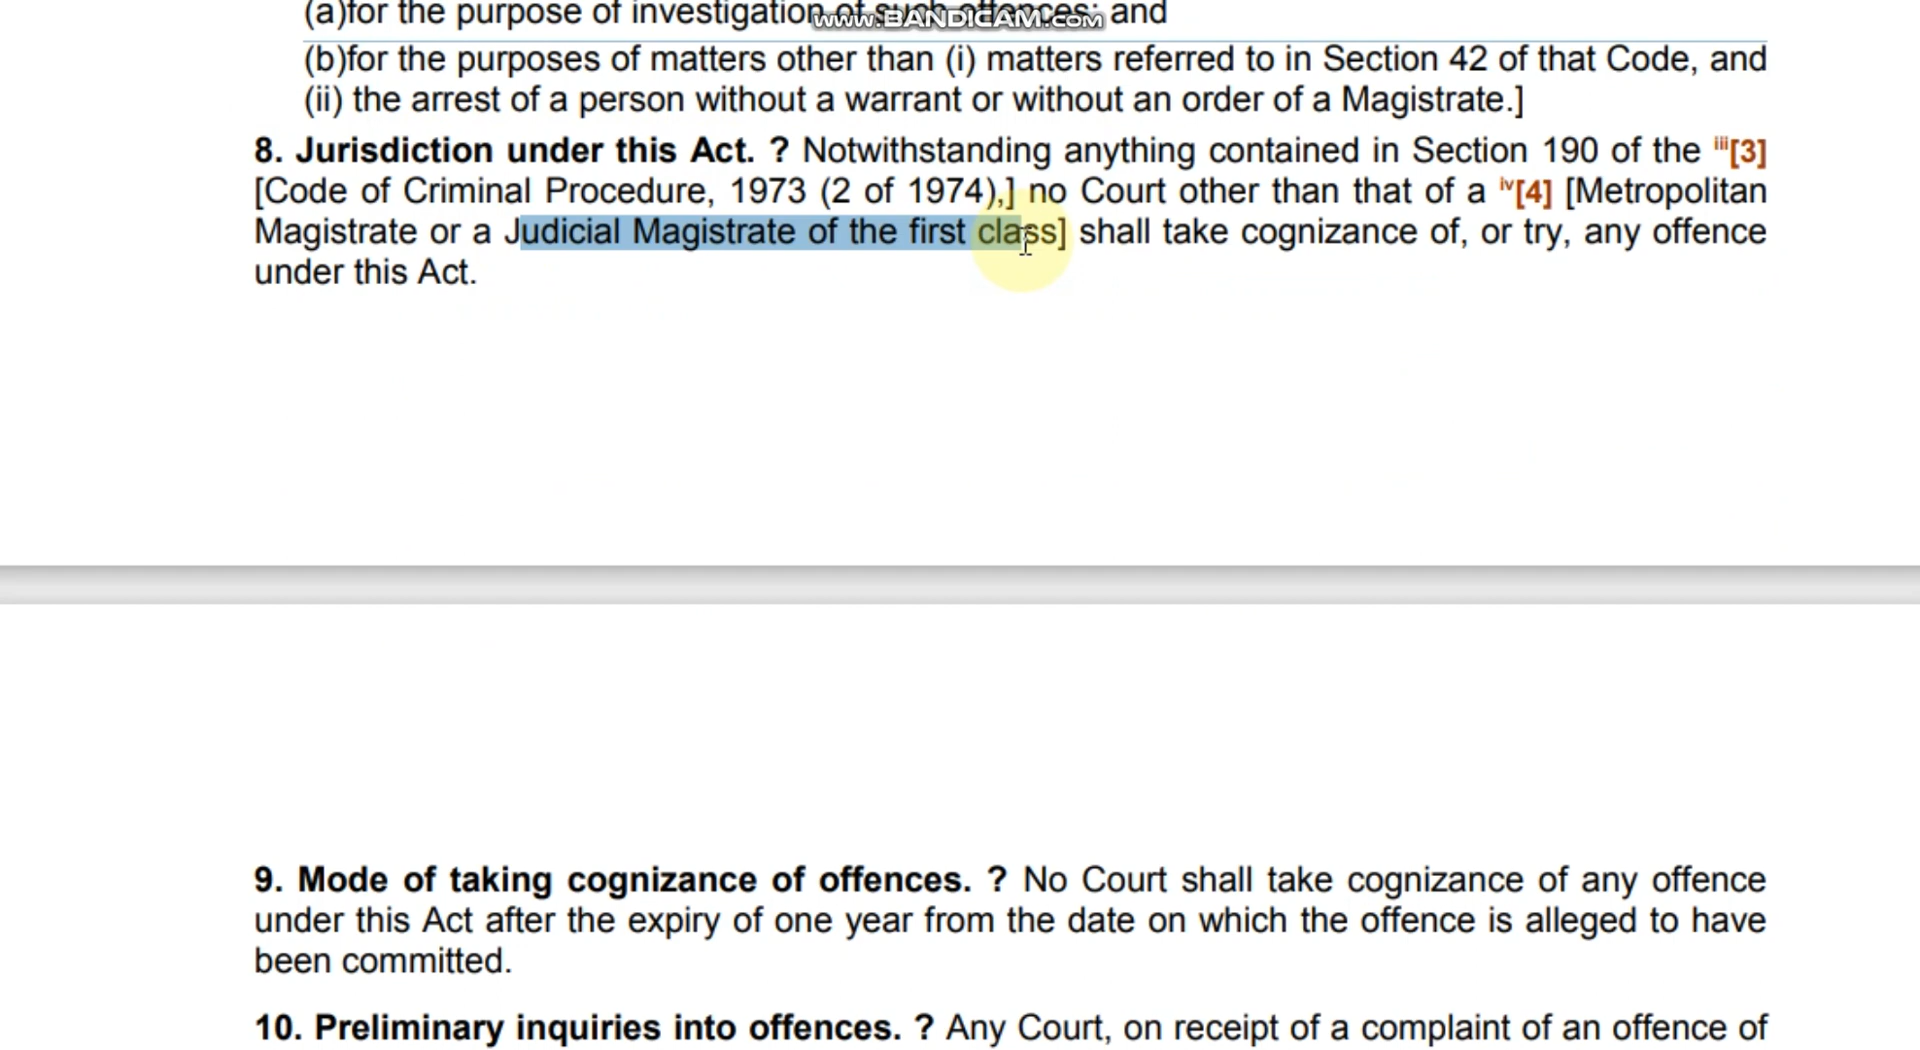 (a)for the purpose of investigation of such offences; and
www.BANDICAM.com
(b)for the purposes of matters other than (i) matters referred to in Section 42 of that Code, and
(ii) the arrest of a person without a warrant or without an order of a Magistrate.]
8. Jurisdiction under this Act. ? Notwithstanding anything contained in Section 190 of the iii[3]
[Code of Criminal Procedure, 1973 (2 of 1974),] no Court other than that of a iv[4] [Metropolitan
Magistrate or a Judicial Magistrate of the first class] shall take cognizance of, or try, any offence
under this Act.
9. Mode of taking cognizance of offences. ? No Court shall take cognizance of any offence
under this Act after the expiry of one year from the date on which the offence is alleged to have
been committed.
10. Preliminary inquiries into offences. ? Any Court, on receipt of a complaint of an offence of